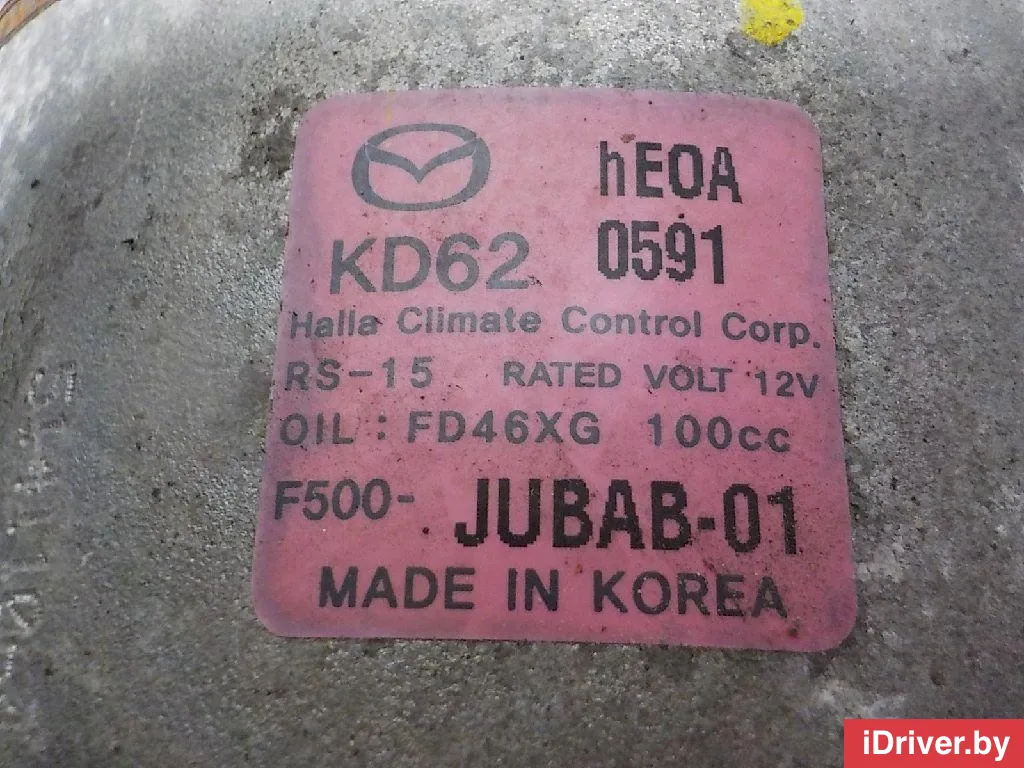 hEOA
KD62 0591
Halla Climate Control Corp.
RS-15 RATED VOLT 12V
OIL : FD46XG 100cc
F500- JUBAB-01
MADE IN KOREA
iDriver.by